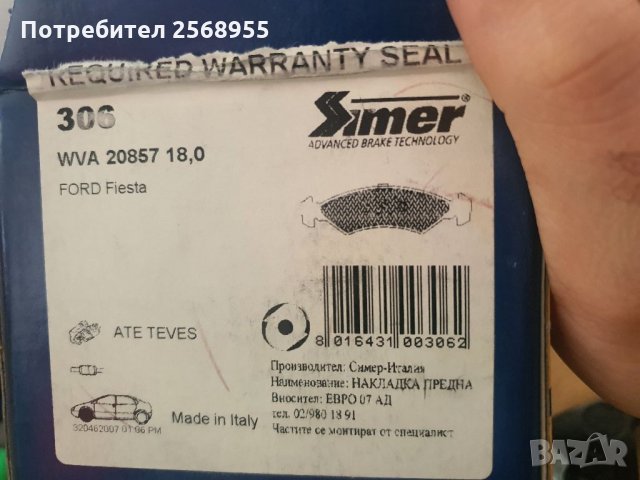 Потребител 2568955
REQUIRED WARRANTY SEAL
306
Simer®
ADVANCED BRAKE TECHNOLOGY
WVA 20857 18,0
FORD Fiesta
ATE TEVES
8 016431 003062
Производител: Симер-Италия
Наименование: НАКЛАДКА ПРЕДНА
Вносител: ЕВРО 07 АД
тел. 02/980 18 91
Частите се монтират от специалист
Made in Italy
BAZAR